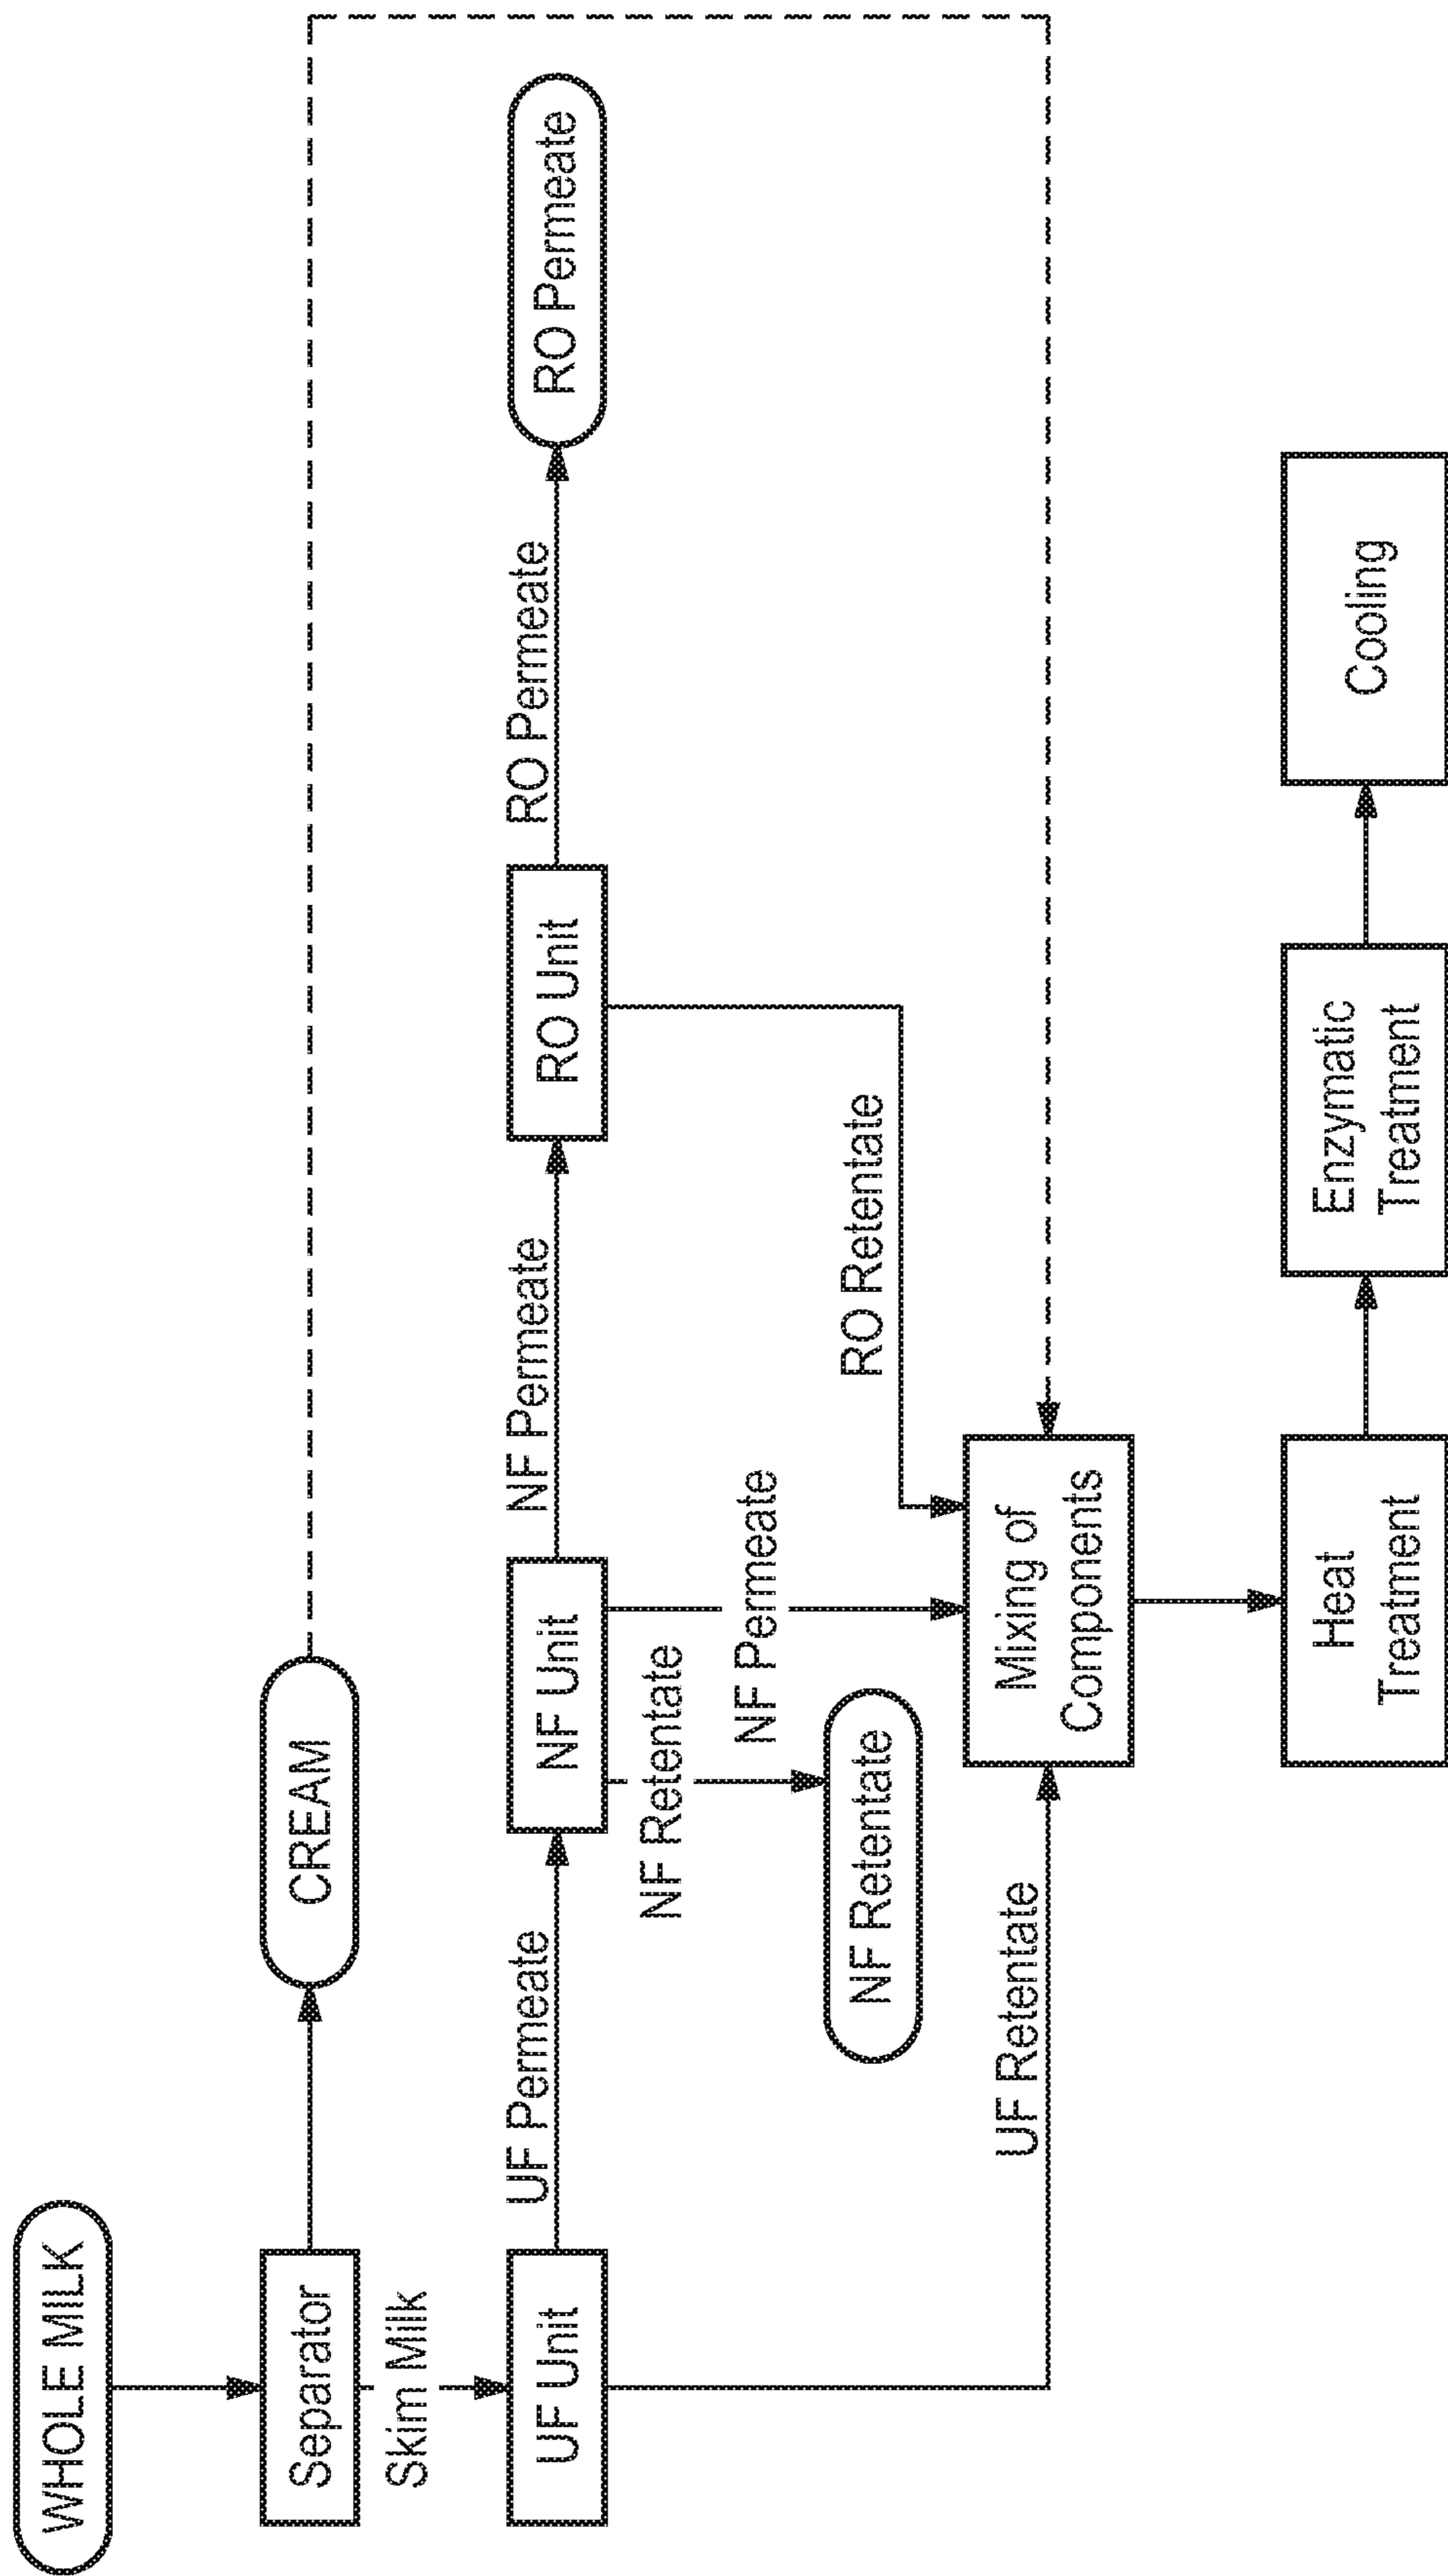 WHOLE MILK
Separator
CREAM
Skim Milk
UF Unit
UF Permeate
NF Unit
NF Permeate
RO Unit
RO Permeate
RO Permeate
NF Retentate
NF Permeate
NF Retentate
RO Retentate
UF Retentate
Mixing of
Components
Heat
Treatment
Enzymatic
Treatment
Cooling